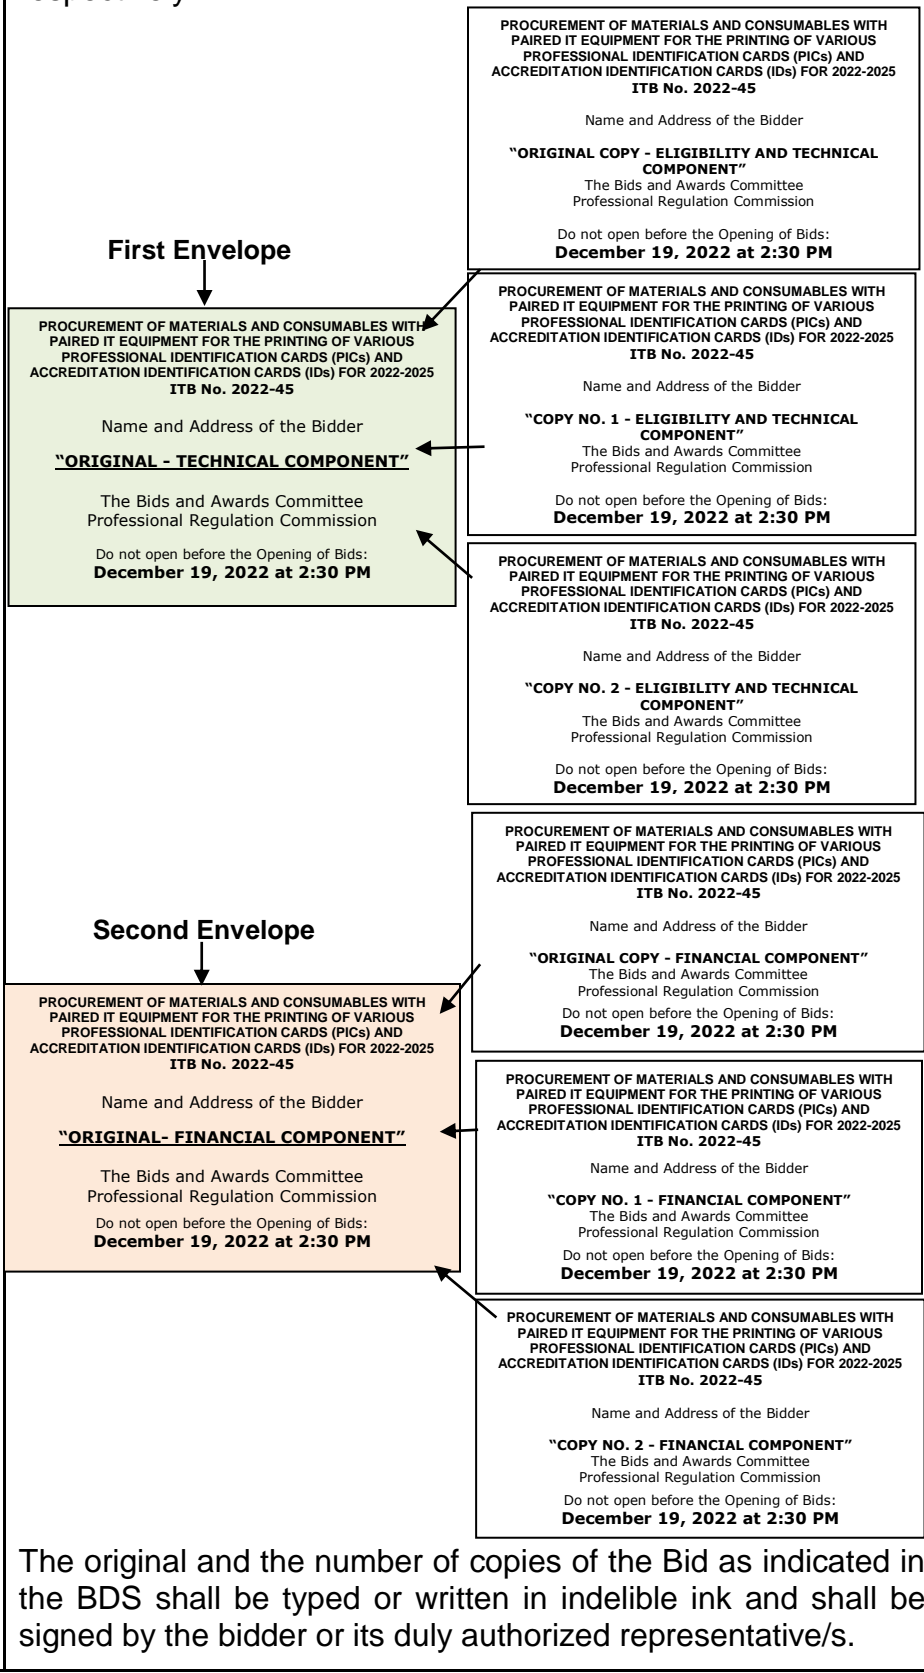 PROCUREMENT OF MATERIALS AND CONSUMABLES WITH
PAIRED IT EQUIPMENT FOR THE PRINTING OF VARIOUS
PROFESSIONAL IDENTIFICATION CARDS (PICs) AND
ACCREDITATION IDENTIFICATION CARDS (IDs) FOR 2022-2025
ITB No. 2022-45
Name and Address of the Bidder
“ORIGINAL COPY - ELIGIBILITY AND TECHNICAL
COMPONENT”
The Bids and Awards Committee
Professional Regulation Commission
Do not open before the Opening of Bids:
December 19, 2022 at 2:30 PM
First Envelope
PROCUREMENT OF MATERIALS AND CONSUMABLES WITH
PAIRED IT EQUIPMENT FOR THE PRINTING OF VARIOUS
PROFESSIONAL IDENTIFICATION CARDS (PICs) AND
ACCREDITATION IDENTIFICATION CARDS (IDs) FOR 2022-2025
ITB No. 2022-45
Name and Address of the Bidder
“ORIGINAL - TECHNICAL COMPONENT”
The Bids and Awards Committee
Professional Regulation Commission
Do not open before the Opening of Bids:
December 19, 2022 at 2:30 PM
PROCUREMENT OF MATERIALS AND CONSUMABLES WITH
PAIRED IT EQUIPMENT FOR THE PRINTING OF VARIOUS
PROFESSIONAL IDENTIFICATION CARDS (PICs) AND
ACCREDITATION IDENTIFICATION CARDS (IDs) FOR 2022-2025
ITB No. 2022-45
Name and Address of the Bidder
“COPY NO. 1 - ELIGIBILITY AND TECHNICAL
COMPONENT”
The Bids and Awards Committee
Professional Regulation Commission
Do not open before the Opening of Bids:
December 19, 2022 at 2:30 PM
PROCUREMENT OF MATERIALS AND CONSUMABLES WITH
PAIRED IT EQUIPMENT FOR THE PRINTING OF VARIOUS
PROFESSIONAL IDENTIFICATION CARDS (PICs) AND
ACCREDITATION IDENTIFICATION CARDS (IDs) FOR 2022-2025
ITB No. 2022-45
Name and Address of the Bidder
“COPY NO. 2 - ELIGIBILITY AND TECHNICAL
COMPONENT”
The Bids and Awards Committee
Professional Regulation Commission
Do not open before the Opening of Bids:
December 19, 2022 at 2:30 PM
PROCUREMENT OF MATERIALS AND CONSUMABLES WITH
PAIRED IT EQUIPMENT FOR THE PRINTING OF VARIOUS
PROFESSIONAL IDENTIFICATION CARDS (PICs) AND
ACCREDITATION IDENTIFICATION CARDS (IDs) FOR 2022-2025
ITB No. 2022-45
Name and Address of the Bidder
“ORIGINAL COPY - FINANCIAL COMPONENT”
The Bids and Awards Committee
Professional Regulation Commission
Do not open before the Opening of Bids:
December 19, 2022 at 2:30 PM
Second Envelope
PROCUREMENT OF MATERIALS AND CONSUMABLES WITH
PAIRED IT EQUIPMENT FOR THE PRINTING OF VARIOUS
PROFESSIONAL IDENTIFICATION CARDS (PICs) AND
ACCREDITATION IDENTIFICATION CARDS (IDs) FOR 2022-2025
ITB No. 2022-45
Name and Address of the Bidder
“ORIGINAL- FINANCIAL COMPONENT”
The Bids and Awards Committee
Professional Regulation Commission
Do not open before the Opening of Bids:
December 19, 2022 at 2:30 PM
PROCUREMENT OF MATERIALS AND CONSUMABLES WITH
PAIRED IT EQUIPMENT FOR THE PRINTING OF VARIOUS
PROFESSIONAL IDENTIFICATION CARDS (PICs) AND
ACCREDITATION IDENTIFICATION CARDS (IDs) FOR 2022-2025
ITB No. 2022-45
Name and Address of the Bidder
“COPY NO. 1 - FINANCIAL COMPONENT”
The Bids and Awards Committee
Professional Regulation Commission
Do not open before the Opening of Bids:
December 19, 2022 at 2:30 PM
PROCUREMENT OF MATERIALS AND CONSUMABLES WITH
PAIRED IT EQUIPMENT FOR THE PRINTING OF VARIOUS
PROFESSIONAL IDENTIFICATION CARDS (PICs) AND
ACCREDITATION IDENTIFICATION CARDS (IDs) FOR 2022-2025
ITB No. 2022-45
Name and Address of the Bidder
“COPY NO. 2 - FINANCIAL COMPONENT”
The Bids and Awards Committee
Professional Regulation Commission
Do not open before the Opening of Bids:
December 19, 2022 at 2:30 PM
The original and the number of copies of the Bid as indicated in
the BDS shall be typed or written in indelible ink and shall be
signed by the bidder or its duly authorized representative/s.